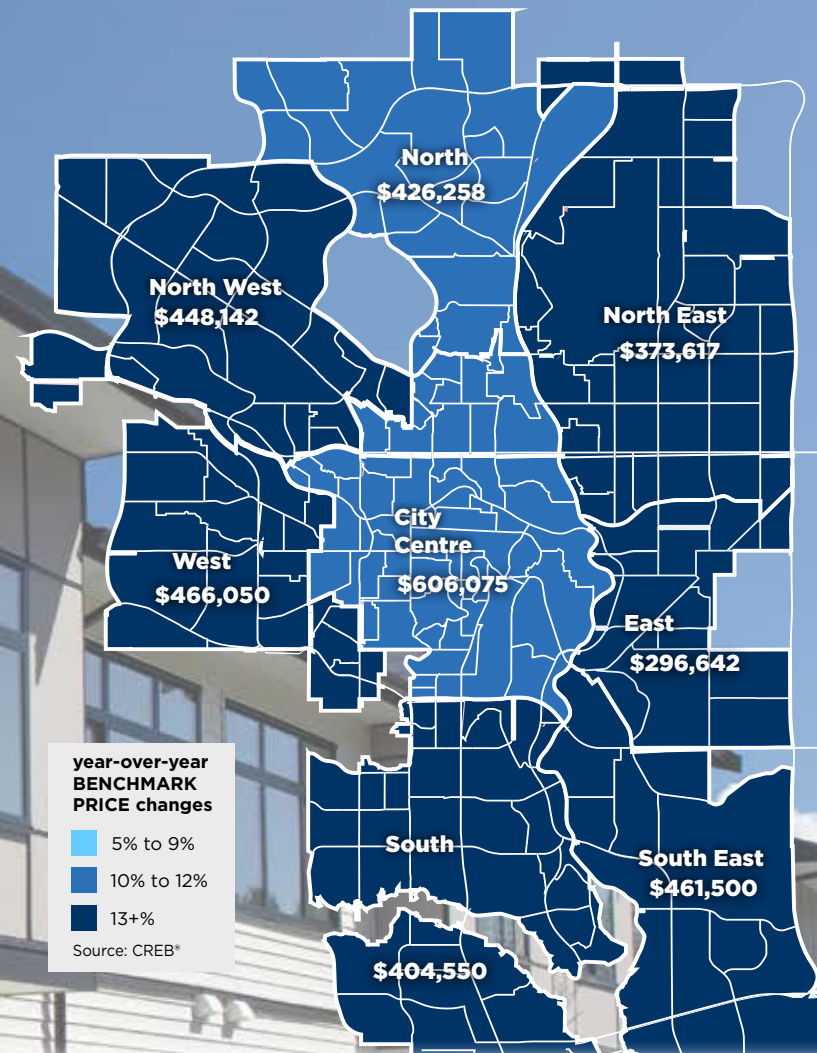 North
$426,258
North West
$448,142
North East
$373,617
City
Centre
$606,075
West
$466,050
East
$296,642
year-over-year
BENCHMARK
PRICE changes
5% to 9%
10% to 12%
13+%
Source: CREB®
South
$404,550
South East
$461,500